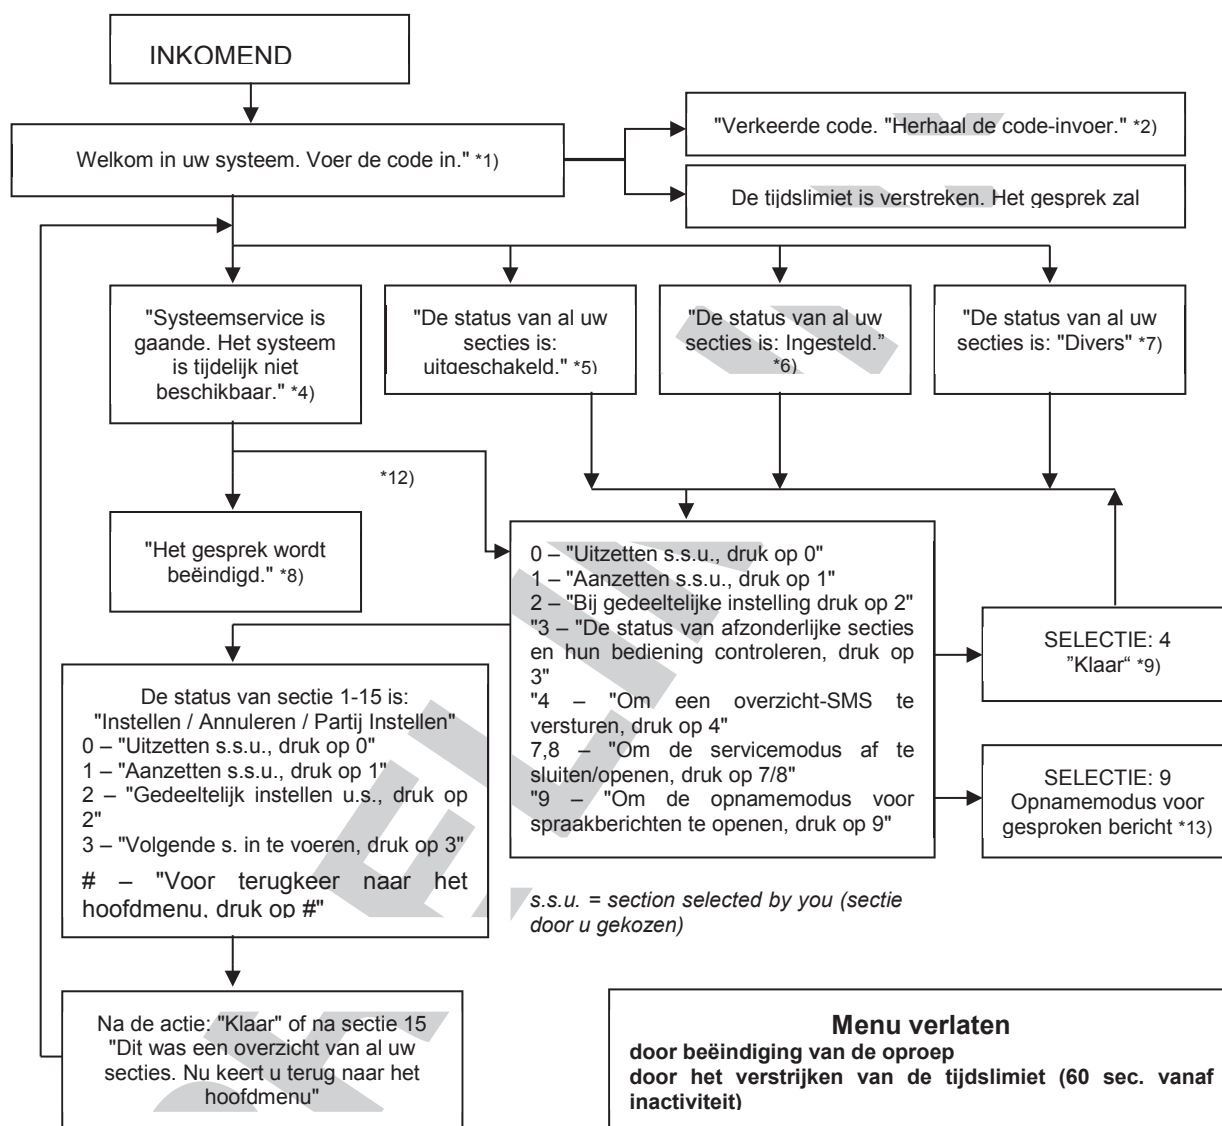 INKOMEND
Welkom in uw systeem. Voer de code in." *1)
"Verkeerde code. "Herhaal de code-invoer." *2)
De tijdslimiet is verstreken. Het gesprek zal
"Systeemservice is
gaande. Het systeem
is tijdelijk niet
beschikbaar." *4)
"De status van al uw
secties is:
uitgeschakeld." *5)
"De status van al uw
secties is: Ingesteld.”
*6)
"De status van al uw
secties is: "Divers" *7)
*12)
"Het gesprek wordt
beëindigd." *8)
0 – "Uitzetten s.s.u., druk op 0"
1 – "Aanzetten s.s.u., druk op 1"
2 – "Bij gedeeltelijke instelling druk op 2"
"3 – "De status van afzonderlijke secties
en hun bediening controleren, druk op
3"
"4 – "Om een overzicht-SMS te
versturen, druk op 4"
7,8 – "Om de servicemodus af te
sluiten/openen, druk op 7/8"
"9 – "Om de opnamemodus voor
spraakberichten te openen, druk op 9"
SELECTIE: 4
”Klaar“ *9)
SELECTIE: 9
Opnamemodus voor
gesproken bericht *13)
De status van sectie 1-15 is:
"Instellen / Annuleren / Partij Instellen"
0 – "Uitzetten s.s.u., druk op 0"
1 – "Aanzetten s.s.u., druk op 1"
2 – "Gedeeltelijk instellen u.s., druk op
2"
3 – "Volgende s. in te voeren, druk op 3"
# – "Voor terugkeer naar het
hoofdmenu, druk op #"
s.s.u. = section selected by you (sectie
door u gekozen)
Na de actie: "Klaar" of na sectie 15
"Dit was een overzicht van al uw
secties. Nu keert u terug naar het
hoofdmenu"
Menu verlaten
door beëindiging van de oproep
door het verstrijken van de tijdslimiet (60 sec. vanaf
inactiviteit)